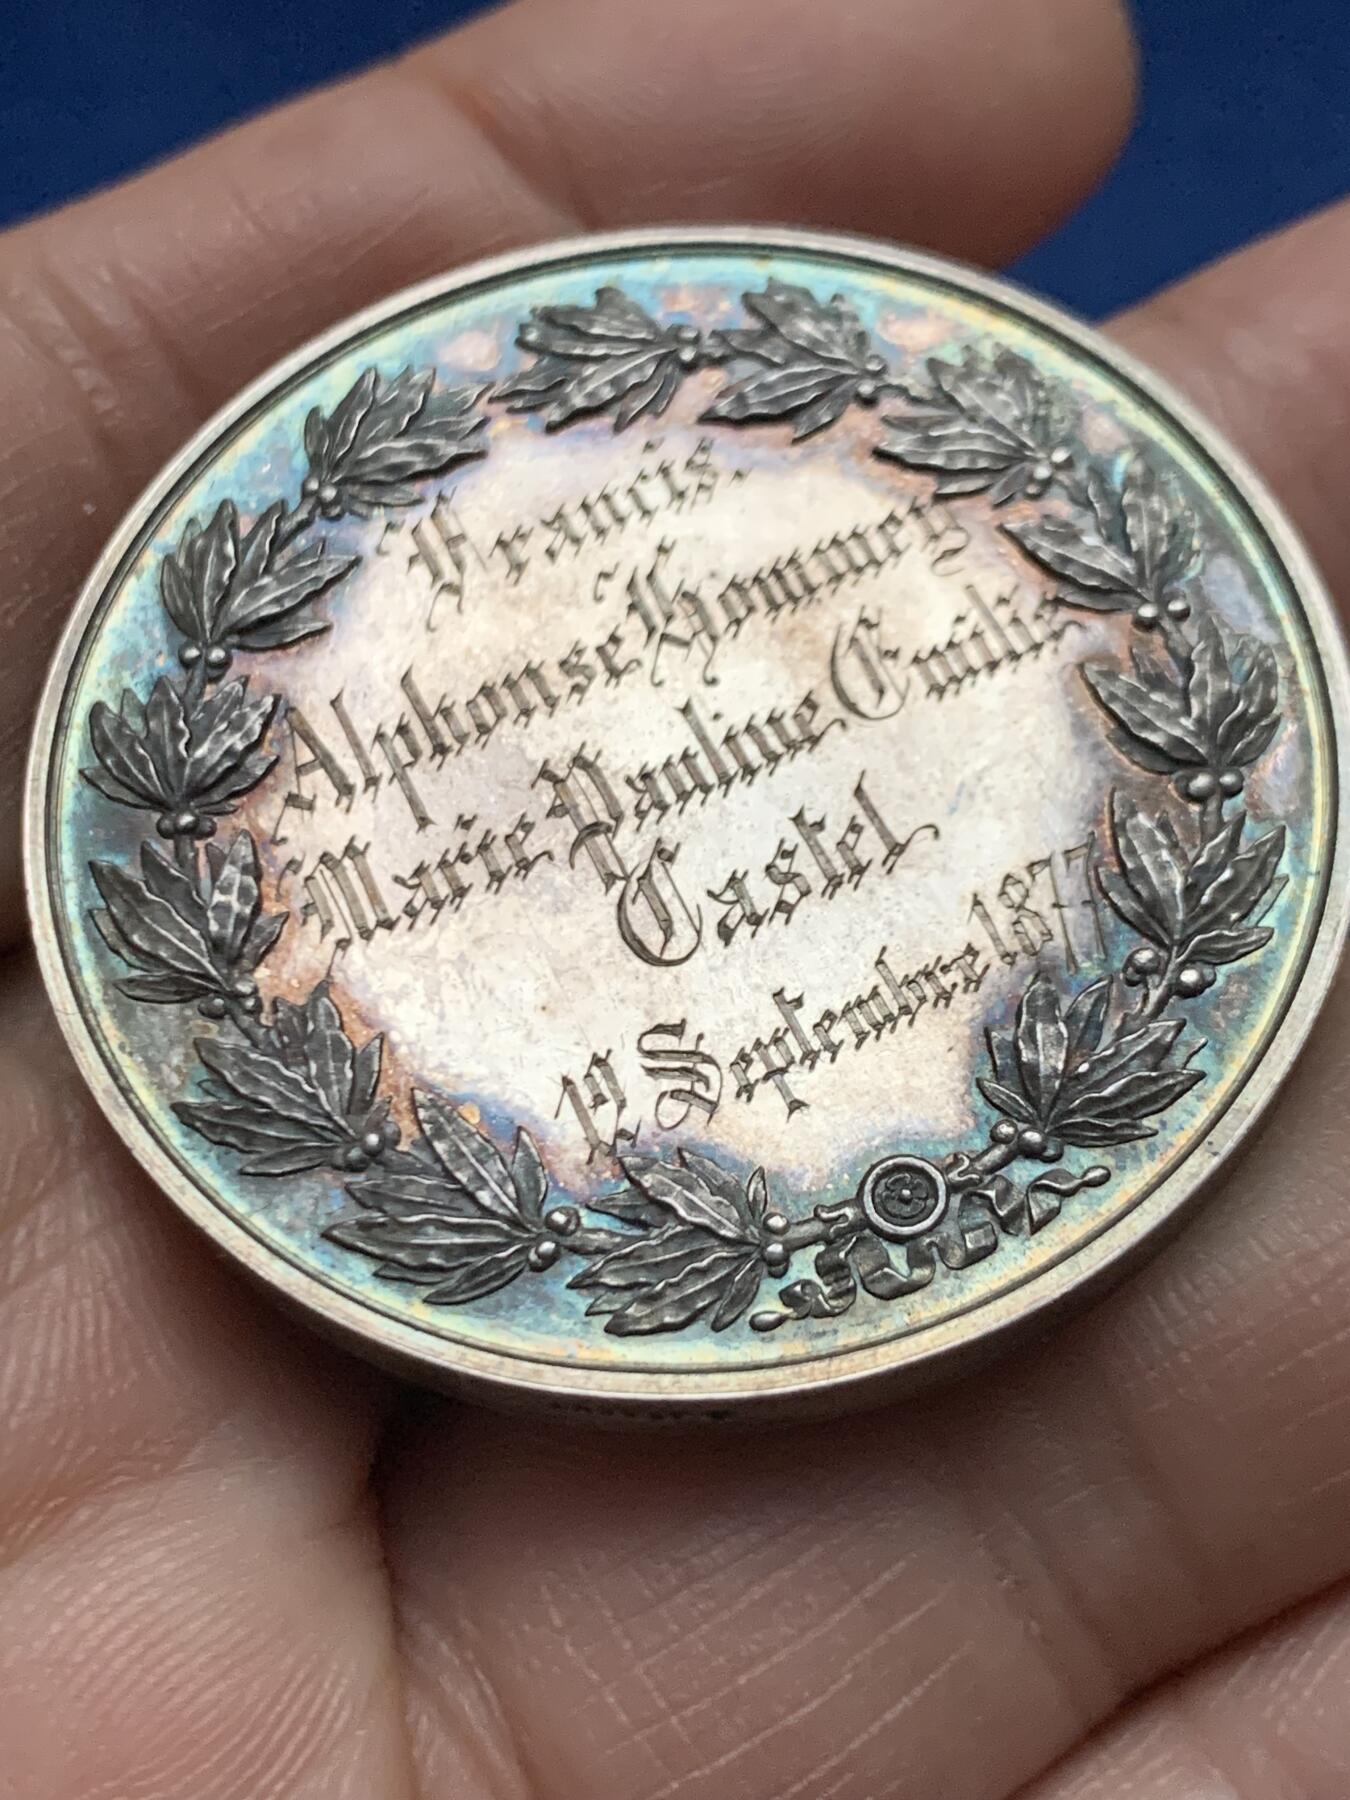 Francis.
Alphonse Hommey
Marie Pauline Emilie
Castel
12 Septembre 1877